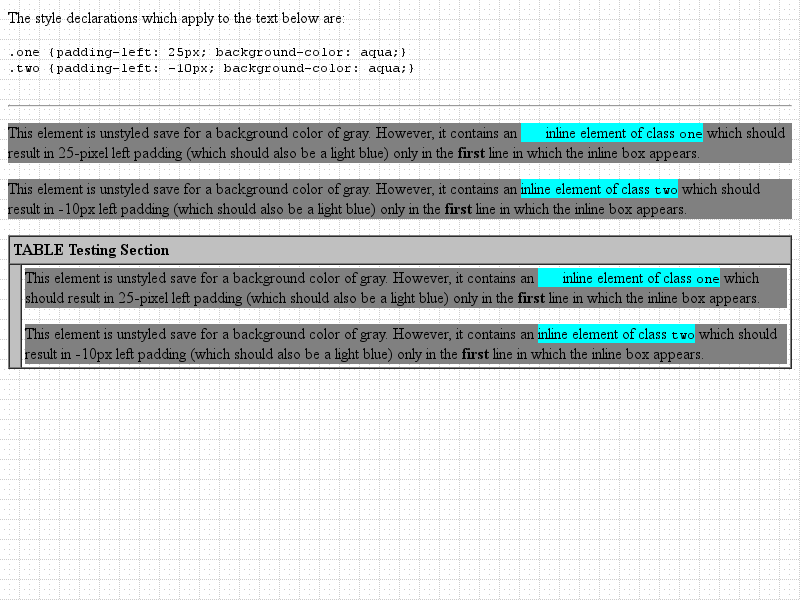 The style declarations which apply to the text below are:
.one {padding-left: 25px; background-color: aqua;}
.two {padding-left: -10px; background-color: aqua;}
This element is unstyled save for a background color of gray. However, it contains an inline element of class one which should
result in 25-pixel left padding (which should also be a light blue) only in the first line in which the inline box appears.
This element is unstyled save for a background color of gray. However, it contains an inline element of class two which should
result in -10px left padding (which should also be a light blue) only in the first line in which the inline box appears.
TABLE Testing Section
This element is unstyled save for a background color of gray. However, it contains an inline element of class one which
should result in 25-pixel left padding (which should also be a light blue) only in the first line in which the inline box appears.
This element is unstyled save for a background color of gray. However, it contains an inline element of class two which should
result in -10px left padding (which should also be a light blue) only in the first line in which the inline box appears.